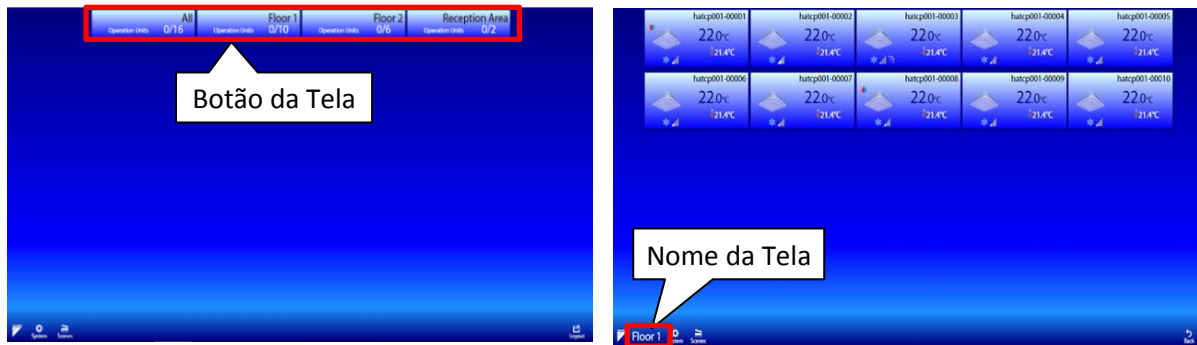 All
Operation Units 0/16
Floor 1
Operation Units 0/10
Floor 2
Operation Units 0/6
Reception Area
Operation Units 0/2
Botão da Tela
System
Scenes
Logout
hatcp001-00001
22.0°C
21.4°C
hatcp001-00002
22.0°C
21.4°C
hatcp001-00003
22.0°C
21.4°C
hatcp001-00004
22.0°C
21.4°C
hatcp001-00005
22.0°C
21.4°C
hatcp001-00006
22.0°C
21.4°C
hatcp001-00007
22.0°C
21.4°C
hatcp001-00008
22.0°C
21.4°C
hatcp001-00009
22.0°C
21.4°C
hatcp001-00010
22.0°C
21.4°C
Nome da Tela
Floor 1
Scenes
Back